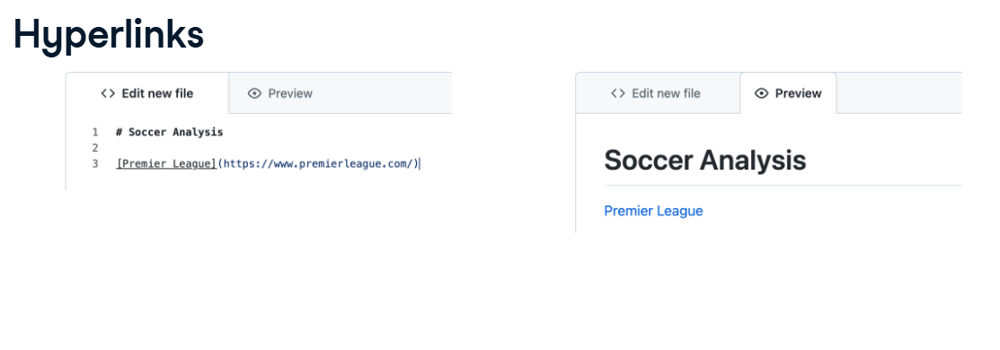 Hyperlinks
<> Edit new file
Preview
1 # Soccer Analysis
2
3 [Premier League](https://www.premierleague.com/)
<> Edit new file
Preview
Soccer Analysis
Premier League